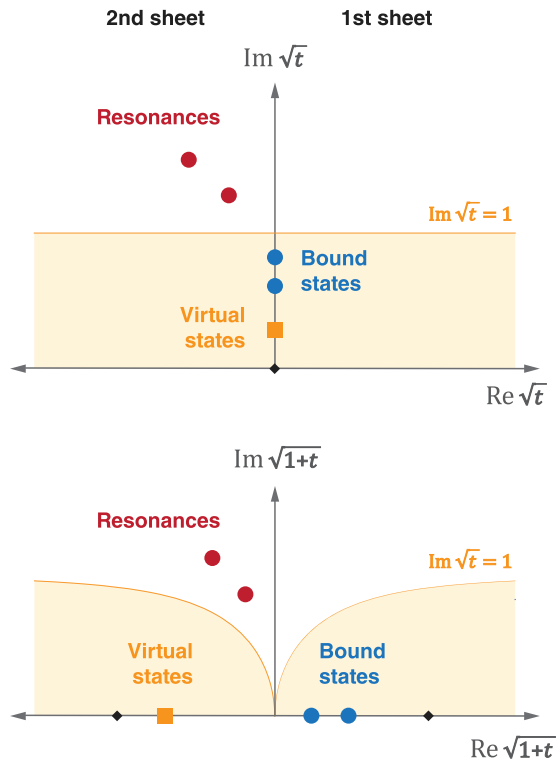 2nd sheet
1st sheet
Im √t
Resonances
Im √t = 1
Bound
states
Virtual
states
Re √t
Im √1+t
Resonances
Im √t = 1
Virtual
states
Bound
states
Re √1+t